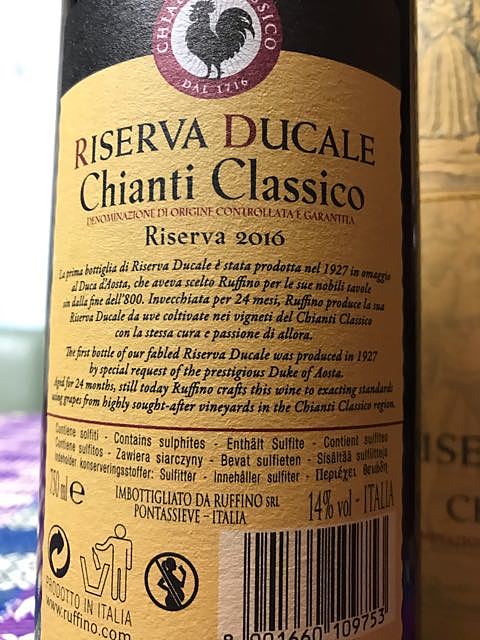 CHIANTI CLASSICO
DAL 1716
RISERVA DUCALE
Chianti Classico
DENOMINAZIONE DI ORIGINE CONTROLLATA E GARANTITA
Riserva 2016
La prima bottiglia di Riserva Ducale è stata prodotta nel 1927 in omaggio
al Duca d'Aosta, che aveva scelto Ruffino per le sue nobili tavole
sin dalla fine dell'800. Invecchiata per 24 mesi, Ruffino produce la sua
Riserva Ducale da uve coltivate nei vigneti del Chianti Classico
con la stessa cura e passione di allora.
The first bottle of our fabled Riserva Ducale was produced in 1927
by special request of the prestigious Duke of Aosta.
Aged for 24 months, still today Ruffino crafts this wine to exacting standards
using grapes from highly sought-after vineyards in the Chianti Classico region.
Contiene solfiti - Contains sulphites - Enthält Sulfite - Contient sulfites
Contiene sulfitos - Zawiera siarczyny - Bevat sulfieten - Sisältää sulfiitteja
Indeholder konserveringsstoffer: Sulfitter - Innehåller sulfiter - Περιέχει Θειώδη
750 ml e
IMBOTTIGLIATO DA RUFFINO SRL
PONTASSIEVE - ITALIA
14% vol - ITALIA
PRODOTTO IN ITALIA
www.ruffino.com
8 001660 109753